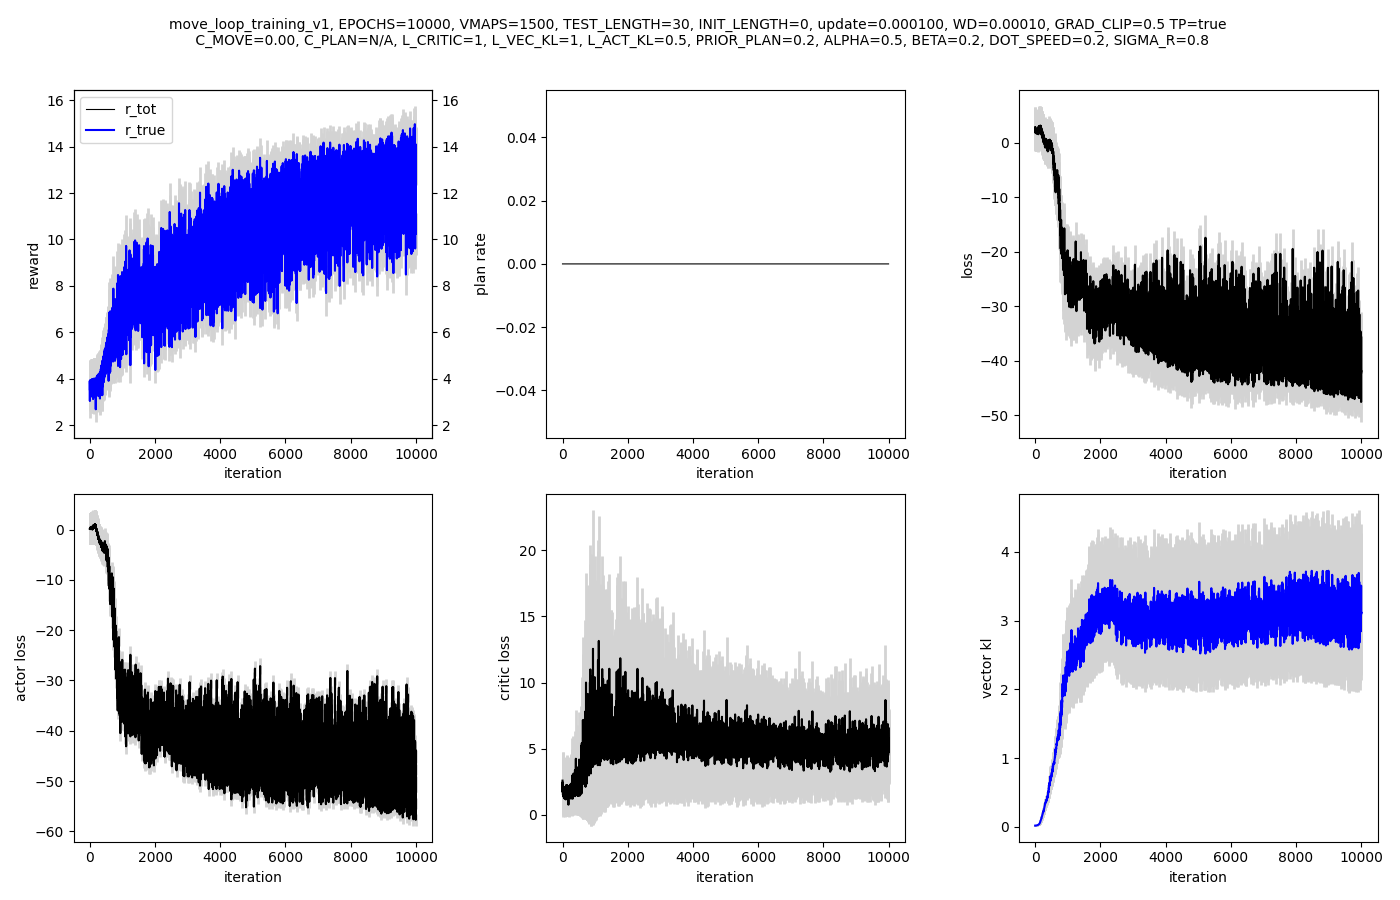 move_loop_training_v1, EPOCHS=10000, VMAPS=1500, TEST_LENGTH=30, INIT_LENGTH=0, update=0.000100, WD=0.00010, GRAD_CLIP=0.5 TP=true
C_MOVE=0.00, C_PLAN=N/A, L_CRITIC=1, L_VEC_KL=1, L_ACT_KL=0.5, PRIOR_PLAN=0.2, ALPHA=0.5, BETA=0.2, DOT_SPEED=0.2, SIGMA_R=0.8
r_tot
r_true
reward
16
14
12
10
8
6
4
2
16
14
12
10
8
6
4
2
0 2000 4000 6000 8000 10000
iteration
plan rate
0.04
0.02
0.00
−0.02
−0.04
0 2000 4000 6000 8000 10000
iteration
loss
0
−10
−20
−30
−40
−50
0 2000 4000 6000 8000 10000
iteration
actor loss
0
−10
−20
−30
−40
−50
−60
0 2000 4000 6000 8000 10000
iteration
critic loss
20
15
10
5
0
0 2000 4000 6000 8000 10000
iteration
vector kl
4
3
2
1
0
0 2000 4000 6000 8000 10000
iteration